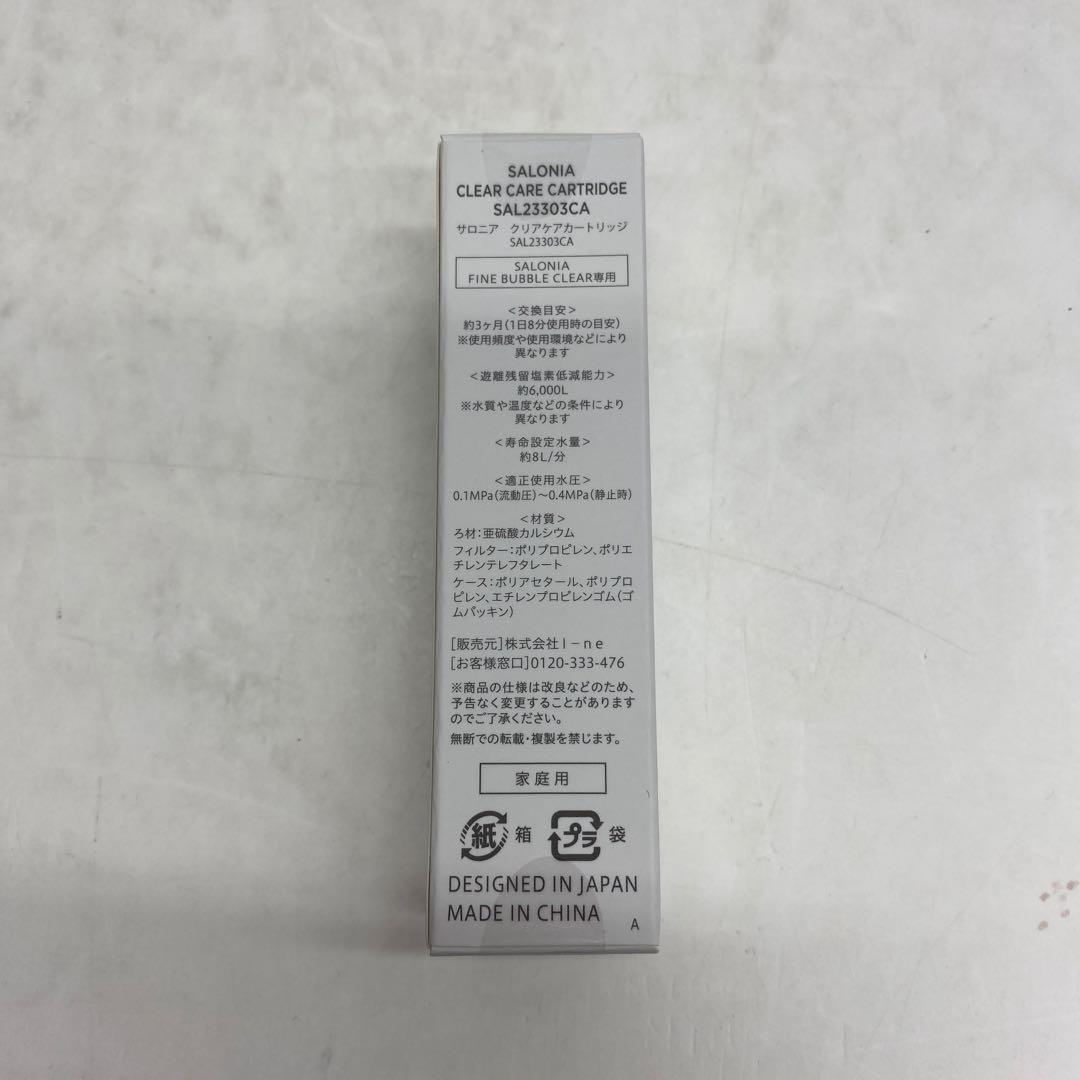 SALONIA
CLEAR CARE CARTRIDGE
SAL23303CA
サロニア クリアケアカートリッジ
SAL23303CA
SALONIA
FINE BUBBLE CLEAR専用
<交換目安>
約3ヶ月(1日8分使用時の目安)
※使用頻度や使用環境などにより
異なります
<遊離残留塩素低減能力>
約6,000L
※水質や温度などの条件により
異なります
<寿命設定水量>
約8L/分
<適正使用水圧>
0.1MPa(流動圧)~0.4MPa(静止時)
<材質>
ろ材:亜硫酸カルシウム
フィルター:ポリプロピレン、ポリエ
チレンテレフタレート
ケース:ポリアセタール、ポリプロ
ピレン、エチレンプロピレンゴム(ゴ
ムパッキン)
[販売元]株式会社I-ne
[お客様窓口]0120-333-476
※商品の仕様は改良などのため、
予告なく変更することがあります
のでご了承ください。
無断での転載・複製を禁じます。
家庭用
紙 箱 プラ 袋
DESIGNED IN JAPAN
MADE IN CHINA
A